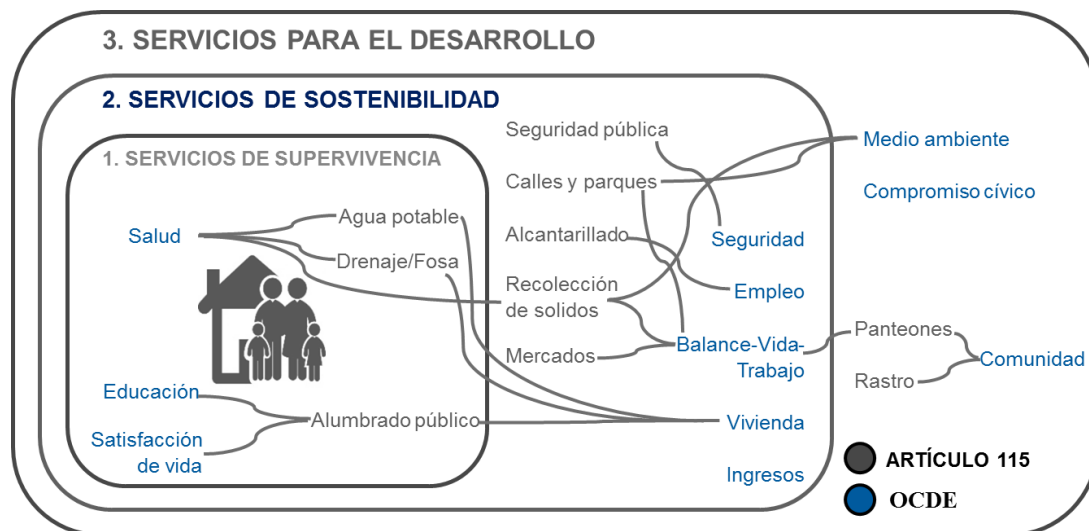 3. SERVICIOS PARA EL DESARROLLO
2. SERVICIOS DE SOSTENIBILIDAD
1. SERVICIOS DE SUPERVIVENCIA
Salud
Agua potable
Drenaje/Fosa
Educación
Satisfacción
de vida
Alumbrado público
Seguridad pública
Calles y parques
Alcantarillado
Recolección
de solidos
Mercados
Seguridad
Empleo
Balance-Vida-
Trabajo
Vivienda
Ingresos
Medio ambiente
Compromiso cívico
Panteones
Rastro
Comunidad
ARTÍCULO 115
OCDE